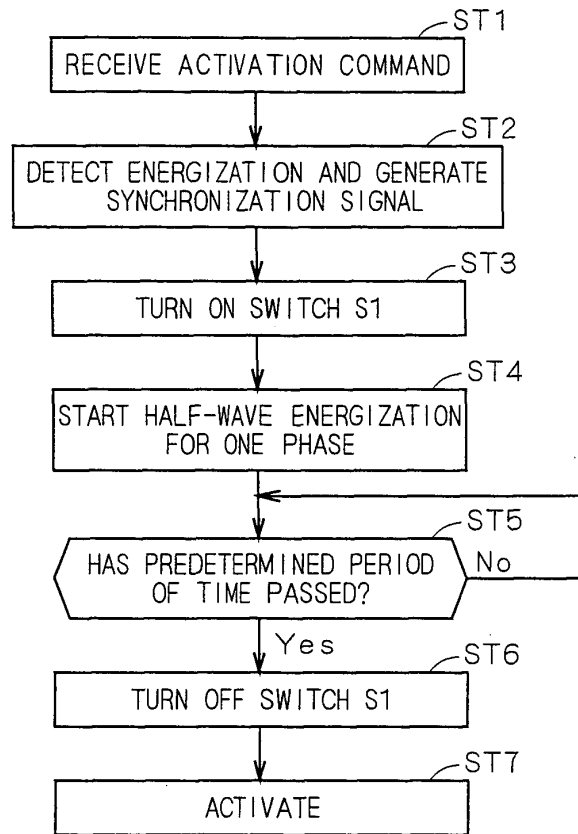 ST1
RECEIVE ACTIVATION COMMAND
ST2
DETECT ENERGIZATION AND GENERATE
SYNCHRONIZATION SIGNAL
ST3
TURN ON SWITCH S1
ST4
START HALF-WAVE ENERGIZATION
FOR ONE PHASE
ST5
HAS PREDETERMINED PERIOD
OF TIME PASSED?
No
Yes
ST6
TURN OFF SWITCH S1
ST7
ACTIVATE